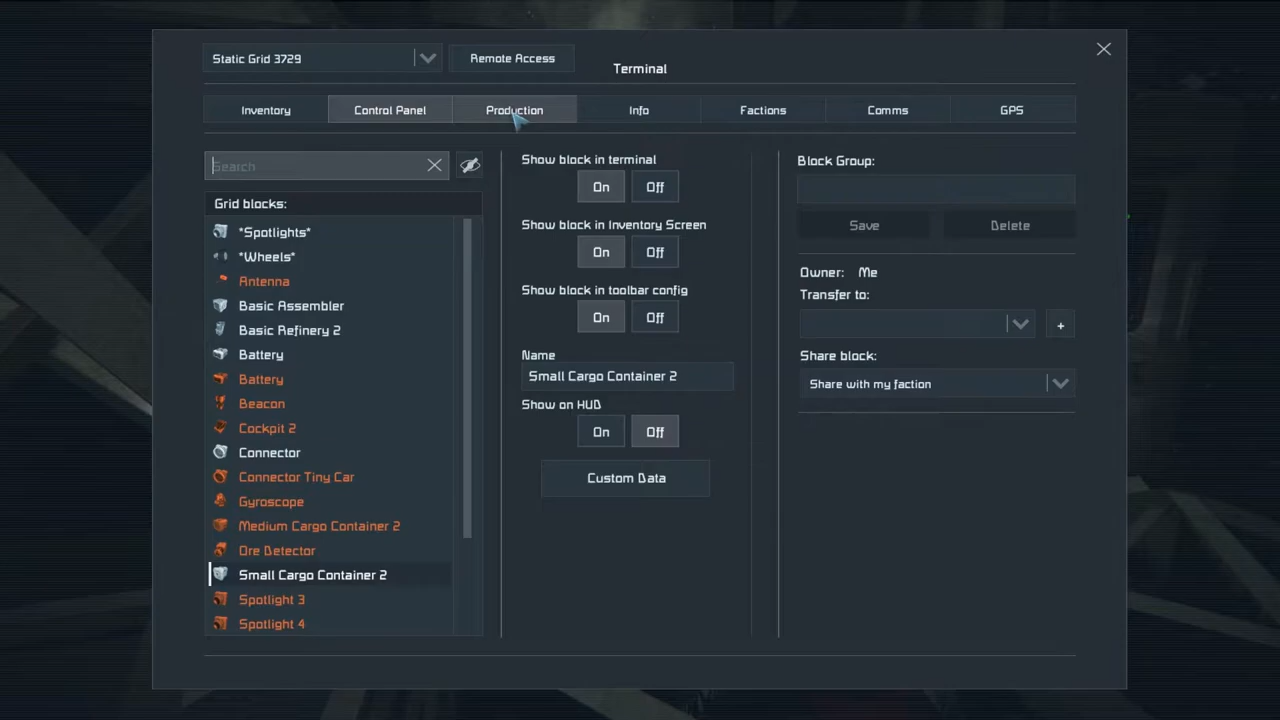 Static Grid 3729
Remote Access
Terminal
Inventory
Control Panel
Production
Info
Factions
Comms
GPS
Search
Grid blocks:
*Spotlights*
*Wheels*
Antenna
Basic Assembler
Basic Refinery 2
Battery
Battery
Beacon
Cockpit 2
Connector
Connector Tiny Car
Gyroscope
Medium Cargo Container 2
Ore Detector
Small Cargo Container 2
Spotlight 3
Spotlight 4
Show block in terminal
On Off
Show block in Inventory Screen
On Off
Show block in toolbar config
On Off
Name
Small Cargo Container 2
Show on HUD
On Off
Custom Data
Block Group:
Save Delete
Owner: Me
Transfer to:
+
Share block:
Share with my faction